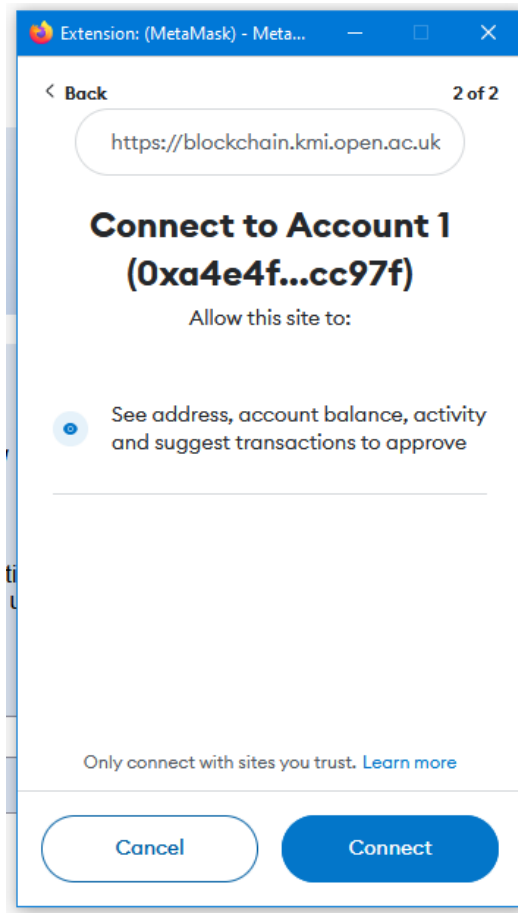 Extension: (MetaMask) - Meta...
Back
2 of 2
https://blockchain.kmi.open.ac.uk
Connect to Account 1
(0xa4e4f...cc97f)
Allow this site to:
See address, account balance, activity
and suggest transactions to approve
Only connect with sites you trust. Learn more
Cancel
Connect